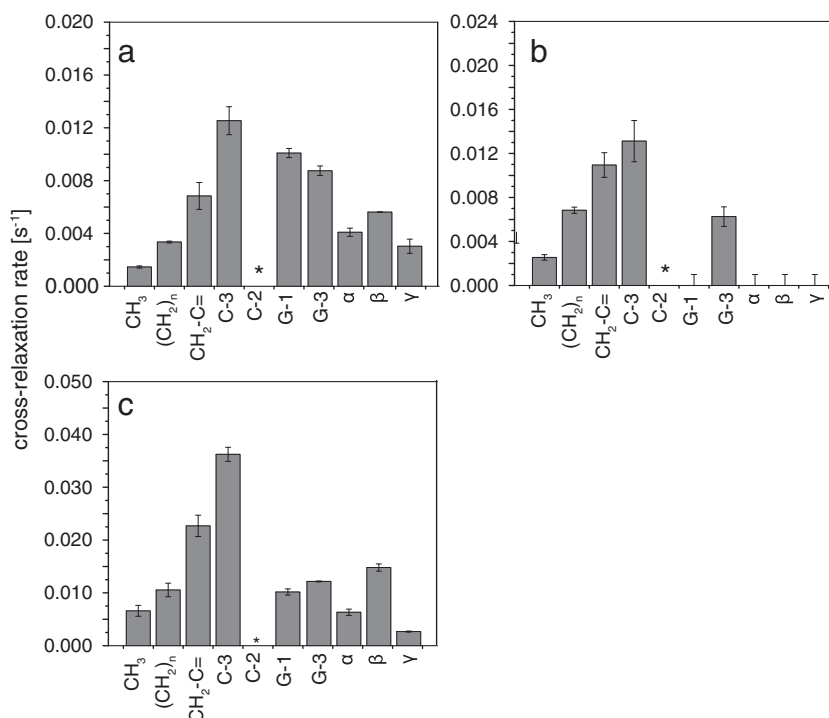 cross-relaxation rate [s⁻¹]
a
0.020
0.016
0.012
0.008
0.004
0.000
*
CH₃
(CH₂)ₙ
CH₂-C=
C-3
C-2
G-1
G-3
α
β
γ
b
0.024
0.020
0.016
0.012
0.008
0.004
0.000
*
CH₃
(CH₂)ₙ
CH₂-C=
C-3
C-2
G-1
G-3
α
β
γ
c
0.050
0.040
0.030
0.020
0.010
0.000
*
CH₃
(CH₂)ₙ
CH₂-C=
C-3
C-2
G-1
G-3
α
β
γ